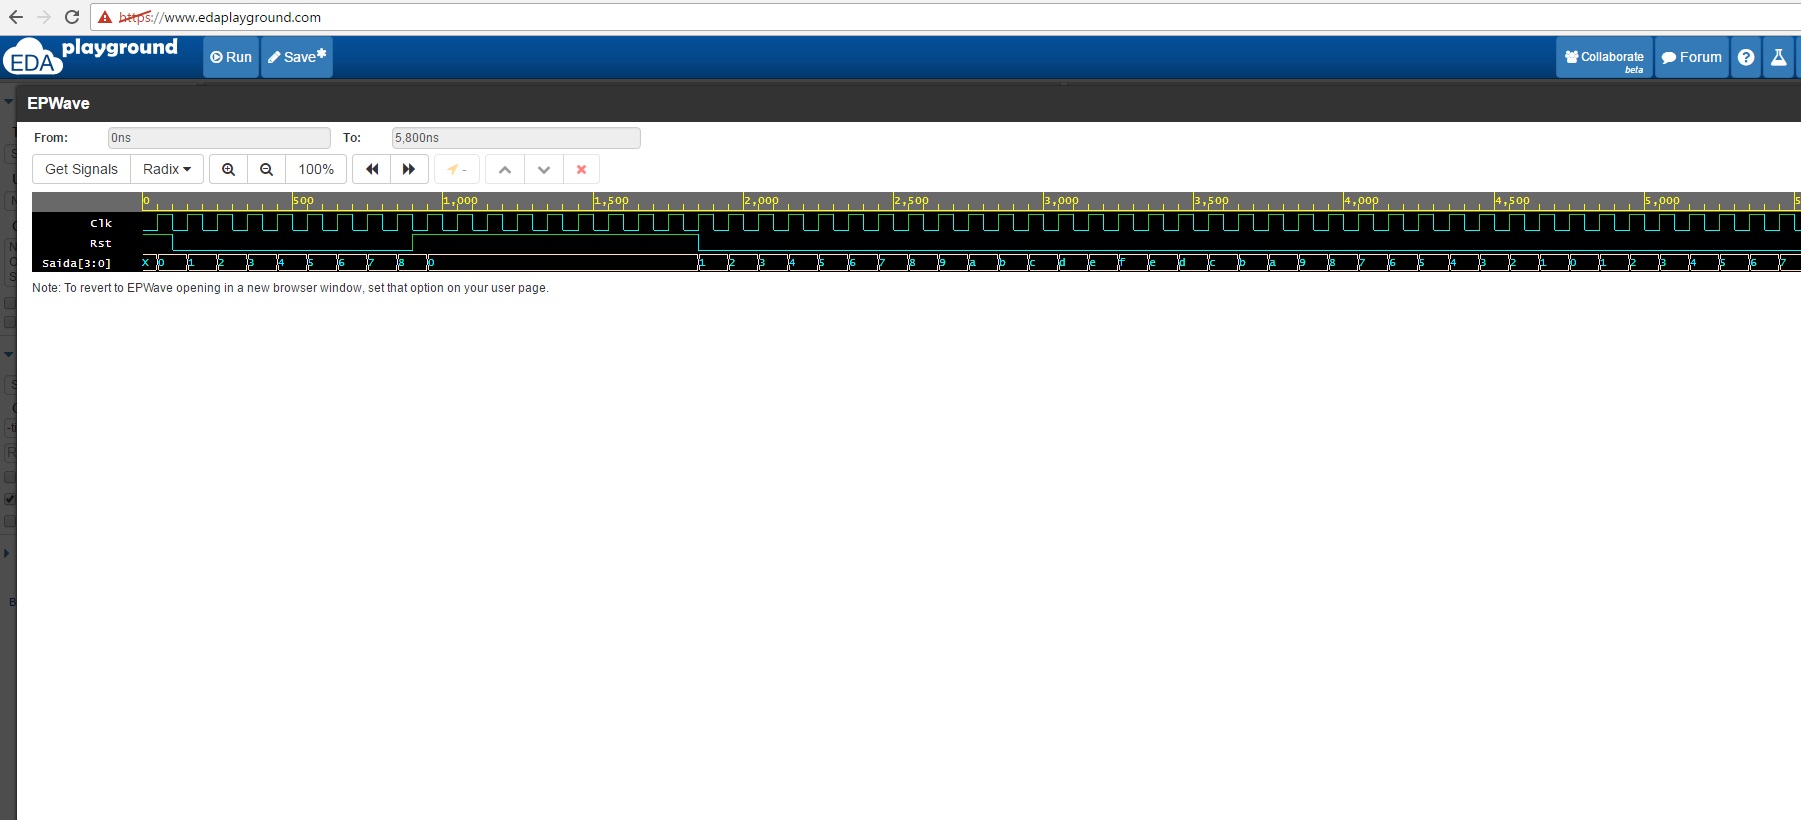 https://www.edaplayground.com
EDA playground
Run
Save*
Collaborate
beta
Forum
?
EPWave
From: 0ns To: 5,800ns
Get Signals Radix 100% -
0 500 1,000 1,500 2,000 2,500 3,000 3,500 4,000 4,500 5,000 5
Clk
Rst
Saida[3:0] X 0 1 2 3 4 5 6 7 8 0 1 2 3 4 5 6 7 8 9 a b c d e f e d c b a 9 8 7 6 5 4 3 2 1 0 1 2 3 4 5 6 7
Note: To revert to EPWave opening in a new browser window, set that option on your user page.